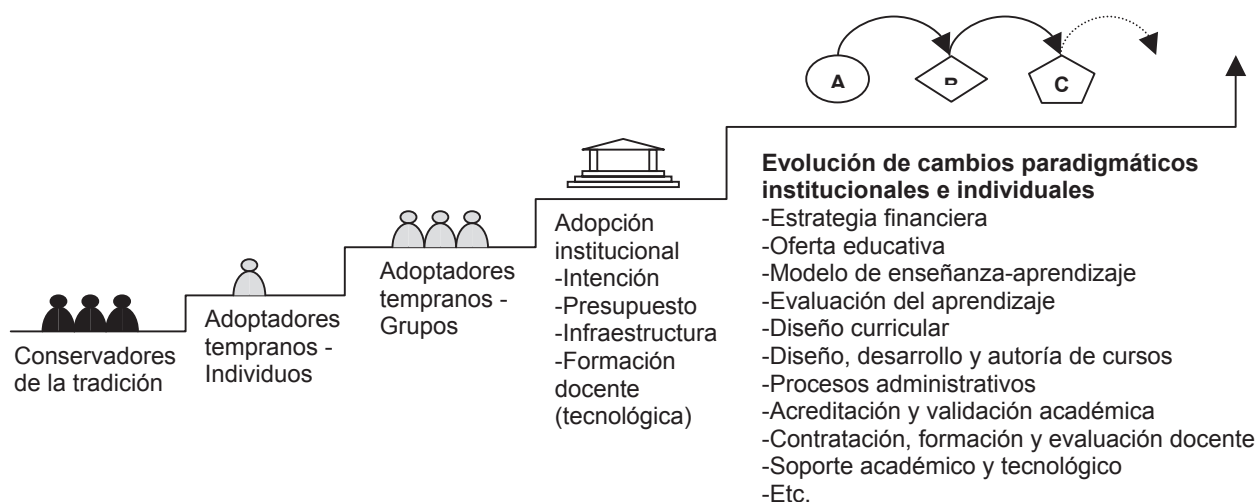 A
C
Evolución de cambios paradigmáticos
institucionales e individuales
-Estrategia financiera
-Oferta educativa
-Modelo de enseñanza-aprendizaje
-Evaluación del aprendizaje
-Diseño curricular
-Diseño, desarrollo y autoría de cursos
-Procesos administrativos
-Acreditación y validación académica
-Contratación, formación y evaluación docente
-Soporte académico y tecnológico
-Etc.
Adopción
institucional
-Intención
-Presupuesto
-Infraestructura
-Formación
docente
(tecnológica)
Adoptadores
tempranos -
Grupos
Adoptadores
tempranos -
Individuos
Conservadores
de la tradición